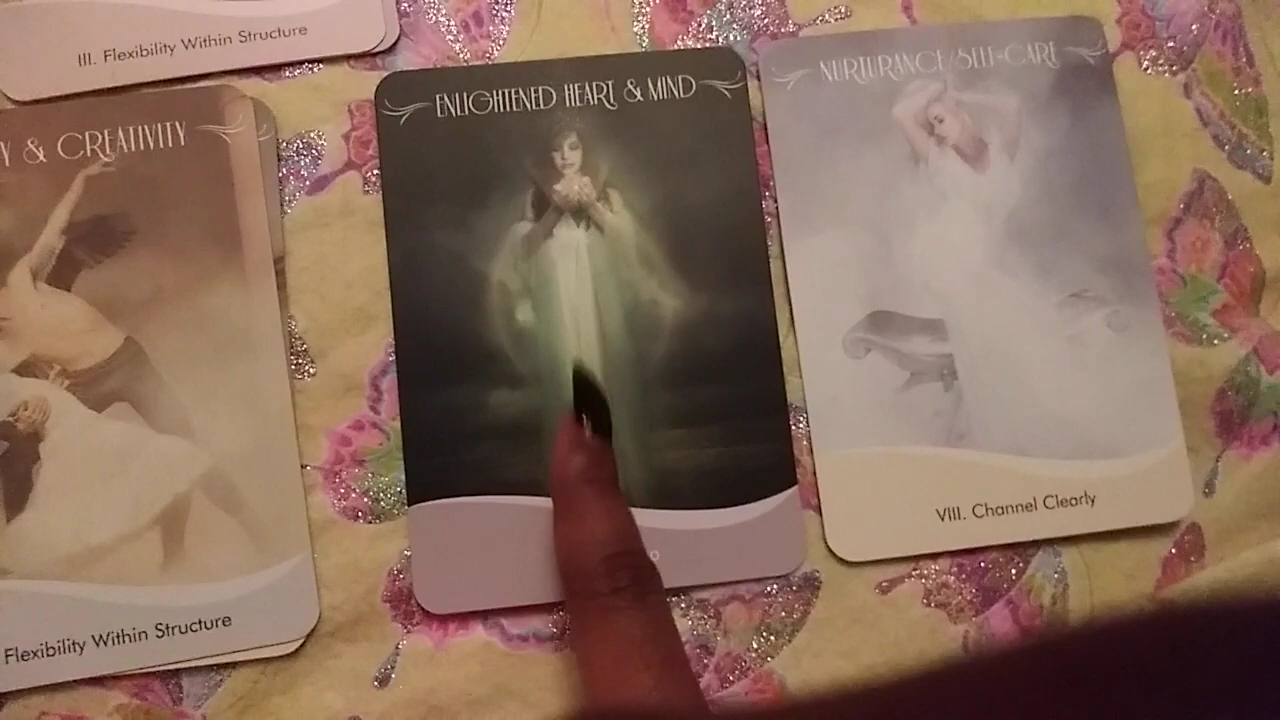 III. Flexibility Within Structure
Y & CREATIVITY
Flexibility Within Structure
ENLIGHTENED HEART & MIND
NURTURANCE/SELF-CARE
VIII. Channel Clearly